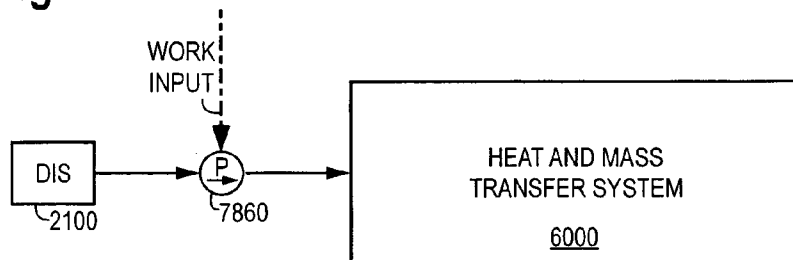 WORK
INPUT
DIS
P
2100
7860
HEAT AND MASS
TRANSFER SYSTEM
6000